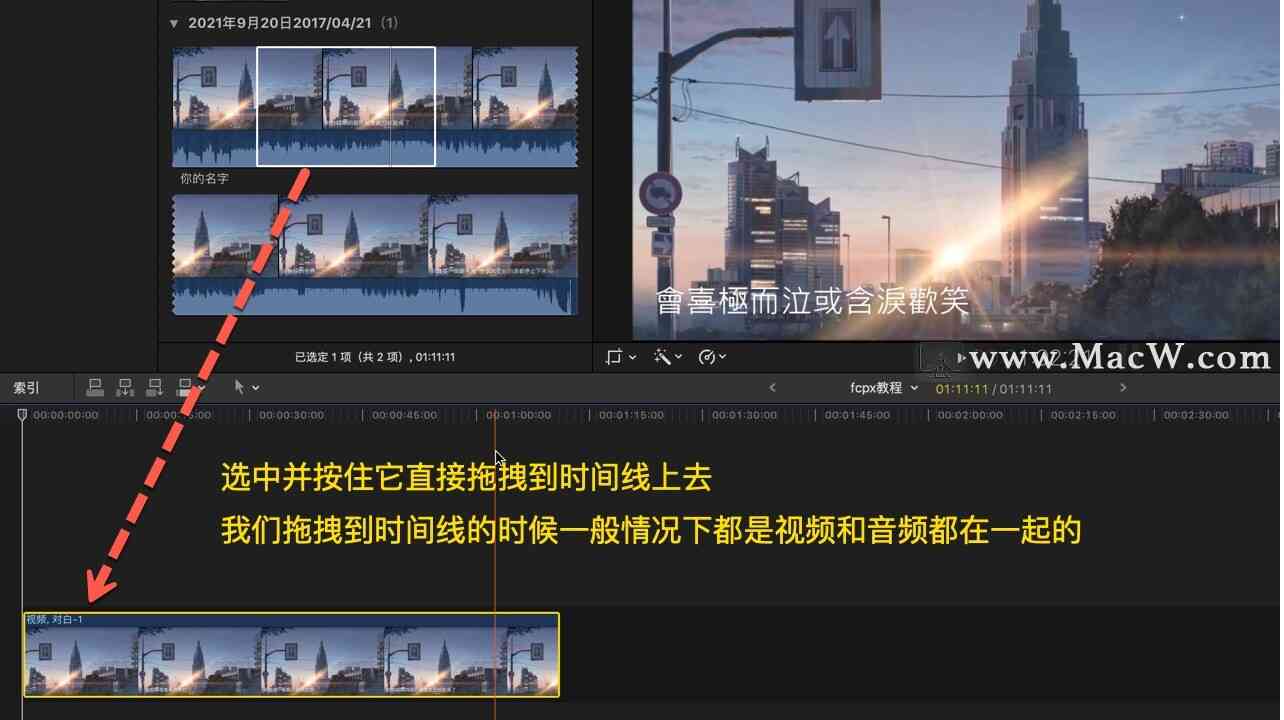 2021年9月20日2017/04/21 (1)
你的名字
會喜極而泣或含淚歡笑
已选定 1 项（共 2 项）, 01:11:11
www.MacW.com
索引
fcpx教程
01:11:11 / 01:11:11
00:00:00:00
00:00:30:00
00:00:45:00
00:01:00:00
00:01:15:00
00:01:30:00
00:01:45:00
00:02:00:00
00:02:15:00
00:02:30:00
选中并按住它直接拖拽到时间线上去
我们拖拽到时间线的时候一般情况下都是视频和音频都在一起的
视频, 对白-1